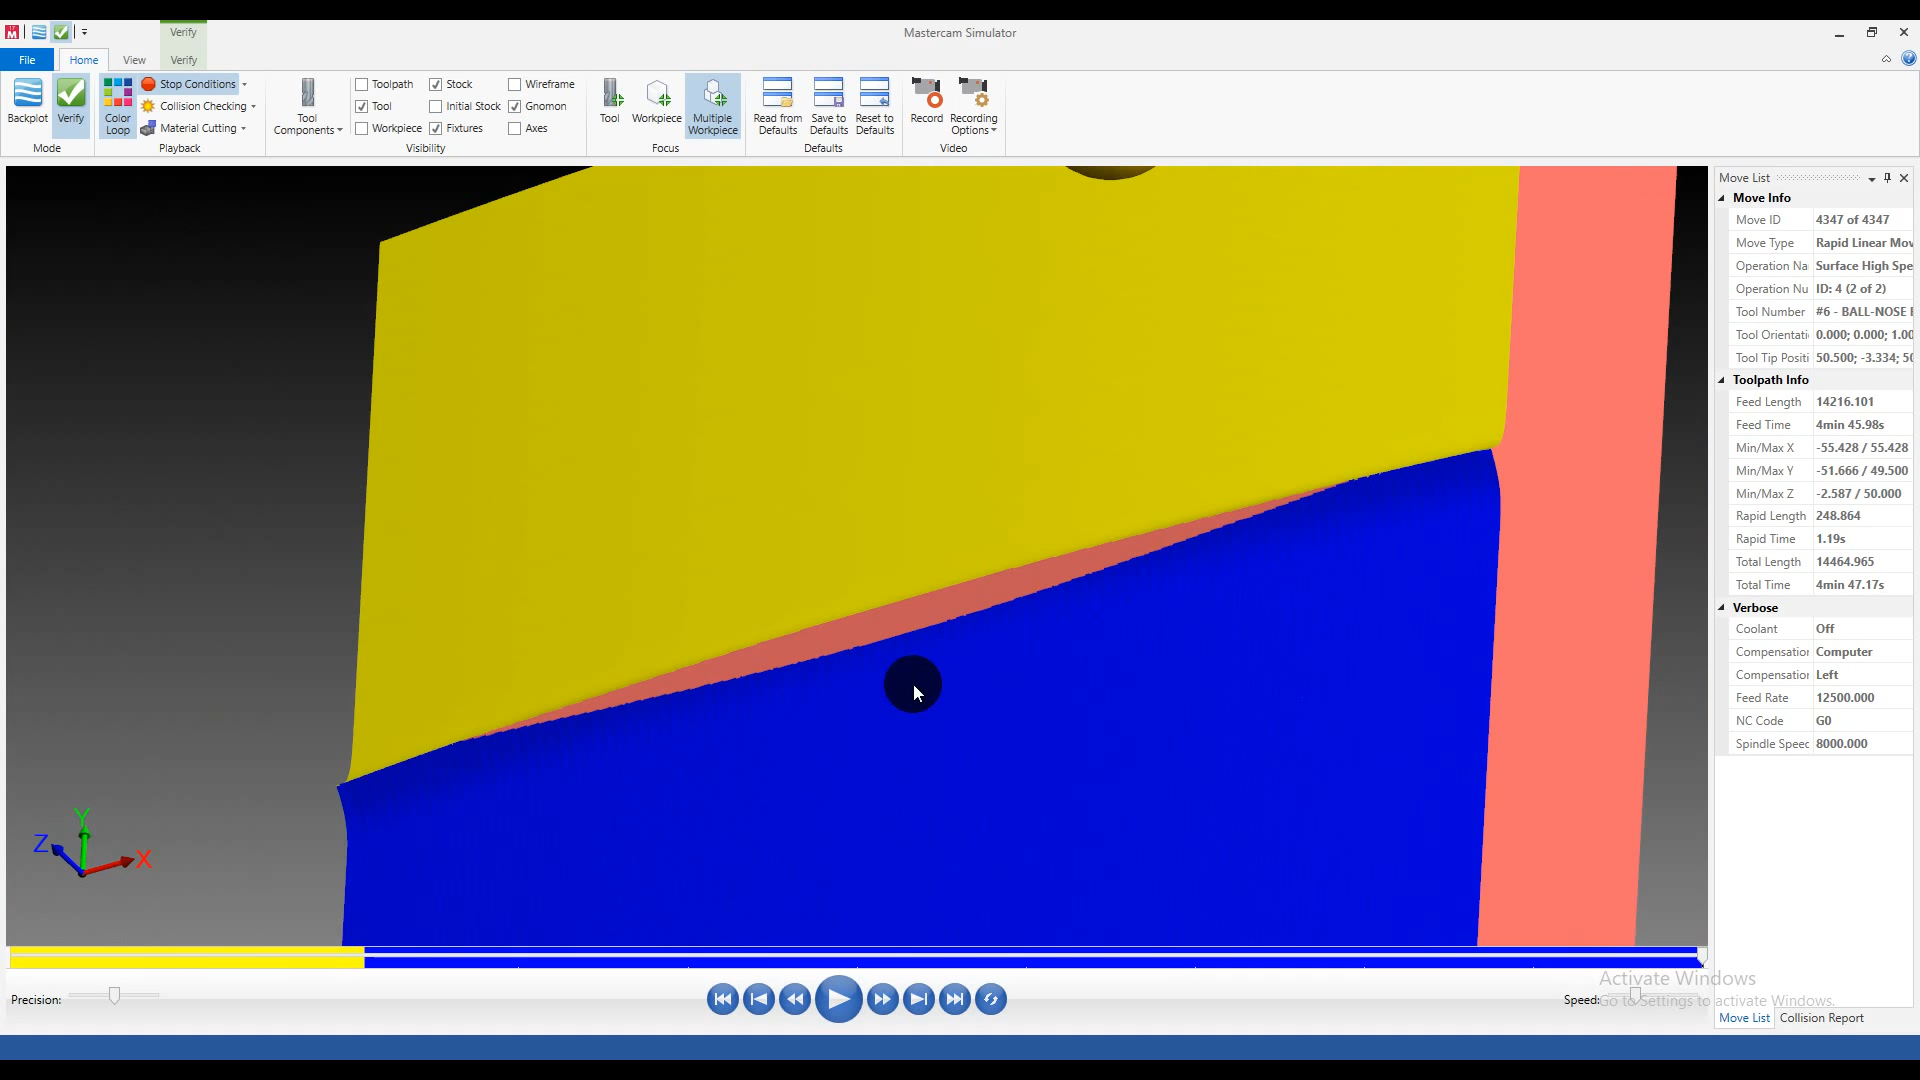 Verify
Mastercam Simulator
File
Home
View
Verify
Backplot
Verify
Mode
Color Loop
Stop Conditions
Collision Checking
Material Cutting
Playback
Tool Components
Toolpath
Tool
Workpiece
Stock
Initial Stock
Fixtures
Wireframe
Gnomon
Axes
Visibility
Tool
Workpiece
Multiple Workpiece
Focus
Read from Defaults
Save to Defaults
Reset to Defaults
Defaults
Record
Recording Options
Video
Move List
Move Info
Move ID 4347 of 4347
Move Type Rapid Linear Mov
Operation Na Surface High Spe
Operation Nu ID: 4 (2 of 2)
Tool Number #6 - BALL-NOSE
Tool Orientati 0.000; 0.000; 1.00
Tool Tip Positi 50.500; -3.334; 50
Toolpath Info
Feed Length 14216.101
Feed Time 4min 45.98s
Min/Max X -55.428 / 55.428
Min/Max Y -51.666 / 49.500
Min/Max Z -2.587 / 50.000
Rapid Length 248.864
Rapid Time 1.19s
Total Length 14464.965
Total Time 4min 47.17s
Verbose
Coolant Off
Compensation Computer
Compensation Left
Feed Rate 12500.000
NC Code G0
Spindle Speed 8000.000
Z
Y
X
Precision:
Speed:
Activate Windows
Go to Settings to activate Windows.
Move List
Collision Report